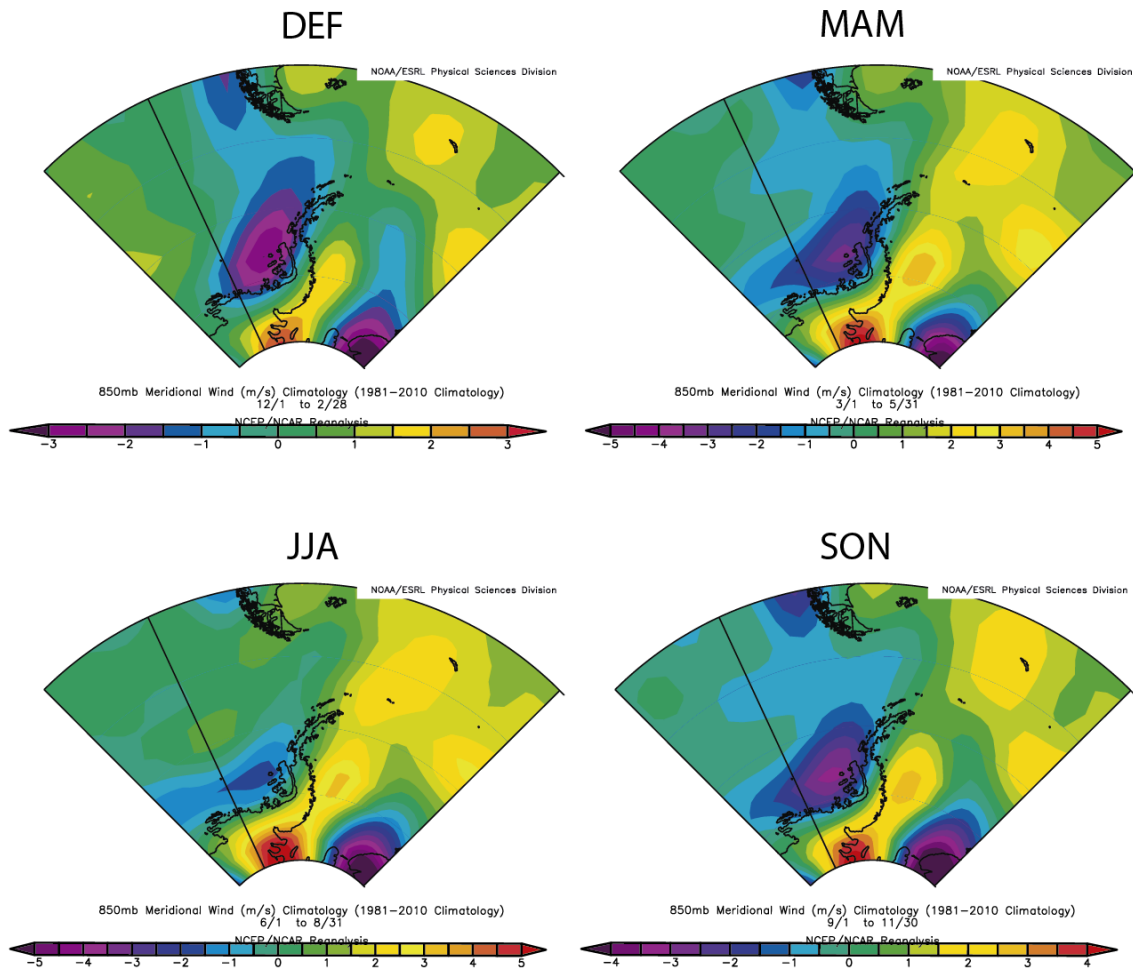 DEF
MAM
NOAA/ESRL Physical Sciences Division
NOAA/ESRL Physical Sciences Division
850mb Meridional Wind (m/s) Climatology (1981-2010 Climatology)
12/1 to 2/28
NCEP/NCAR Reanalysis
-3 -2 -1 0 1 2 3
850mb Meridional Wind (m/s) Climatology (1981-2010 Climatology)
3/1 to 5/31
NCEP/NCAR Reanalysis
-5 -4 -3 -2 -1 0 1 2 3 4 5
JJA
SON
NOAA/ESRL Physical Sciences Division
NOAA/ESRL Physical Sciences Division
850mb Meridional Wind (m/s) Climatology (1981-2010 Climatology)
6/1 to 8/31
NCEP/NCAR Reanalysis
-5 -4 -3 -2 -1 0 1 2 3 4 5
850mb Meridional Wind (m/s) Climatology (1981-2010 Climatology)
9/1 to 11/30
NCEP/NCAR Reanalysis
-4 -3 -2 -1 0 1 2 3 4